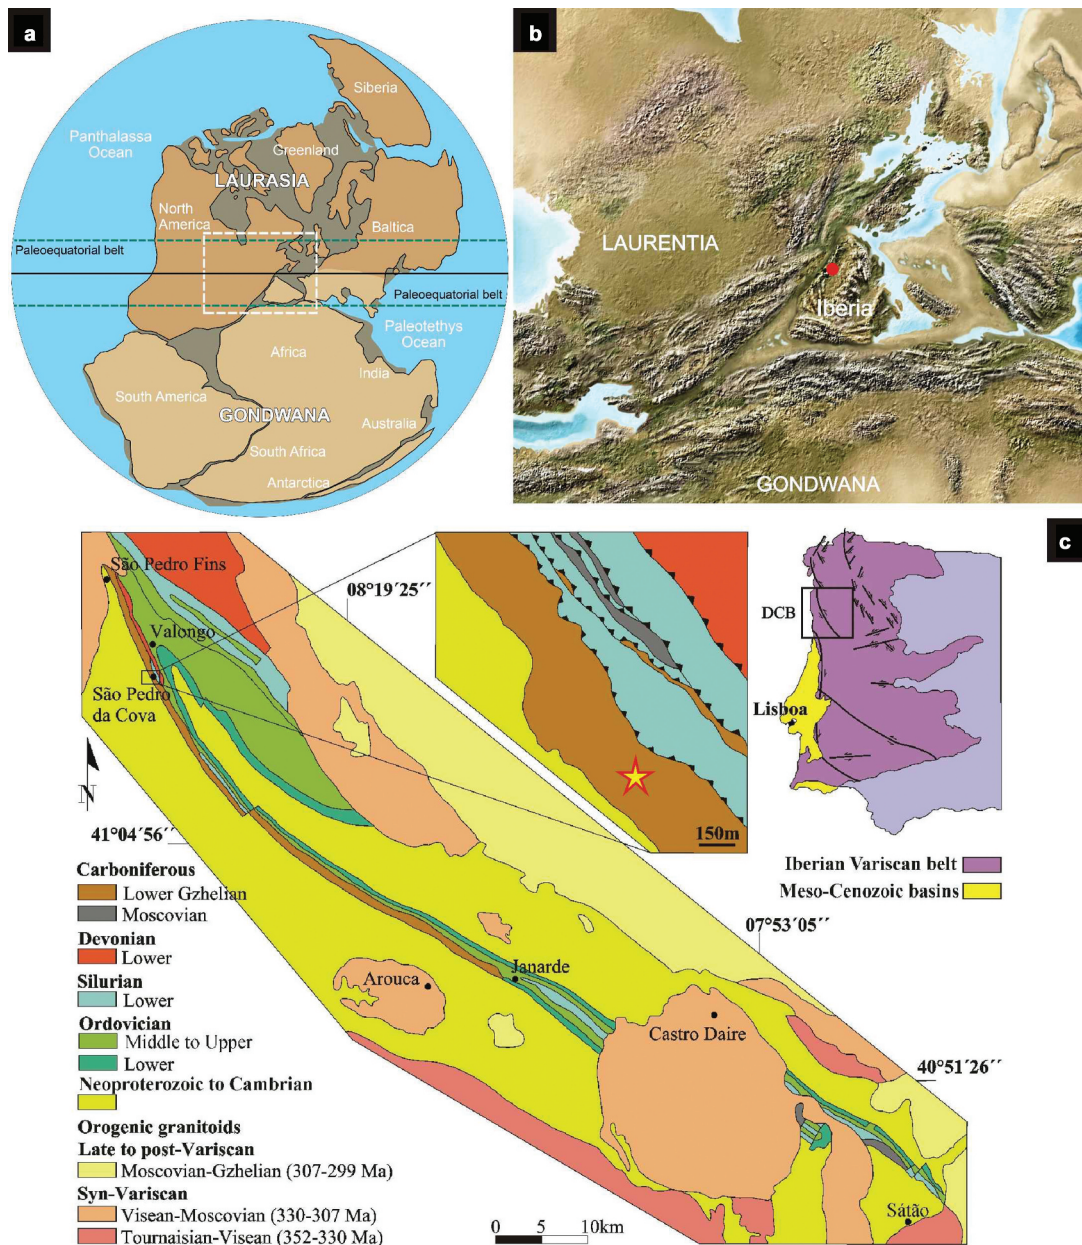 a
Siberia
Panthalassa
Ocean
Greenland
LAURASIA
North
America
Baltica
Paleoequatorial belt
Paleoequatorial belt
Paleotethys
Ocean
Africa
India
South America
GONDWANA
Australia
South Africa
Antarctica
b
LAURENTIA
Iberia
GONDWANA
c
São Pedro Fins
08°19´25´´
Valongo
São Pedro
da Cova
N
41°04´56´´
150m
DCB
Lisboa
Iberian Variscan belt
Meso-Cenozoic basins
07°53´05´´
Carboniferous
Lower Gzhelian
Moscovian
Devonian
Lower
Silurian
Lower
Ordovician
Middle to Upper
Lower
Neoproterozoic to Cambrian
Orogenic granitoids
Late to post-Variscan
Moscovian-Gzhelian (307-299 Ma)
Syn-Variscan
Visean-Moscovian (330-307 Ma)
Tournaisian-Visean (352-330 Ma)
Arouca
Janarde
Castro Daire
40°51´26´´
Sátão
0 5 10km